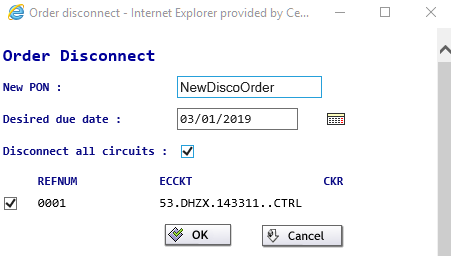 Order disconnect - Internet Explorer provided by Ce...
Order Disconnect
New PON : NewDiscoOrder
Desired due date : 03/01/2019
Disconnect all circuits :
REFNUM ECCKT CKR
0001 53.DHZX.143311..CTRL
OK Cancel